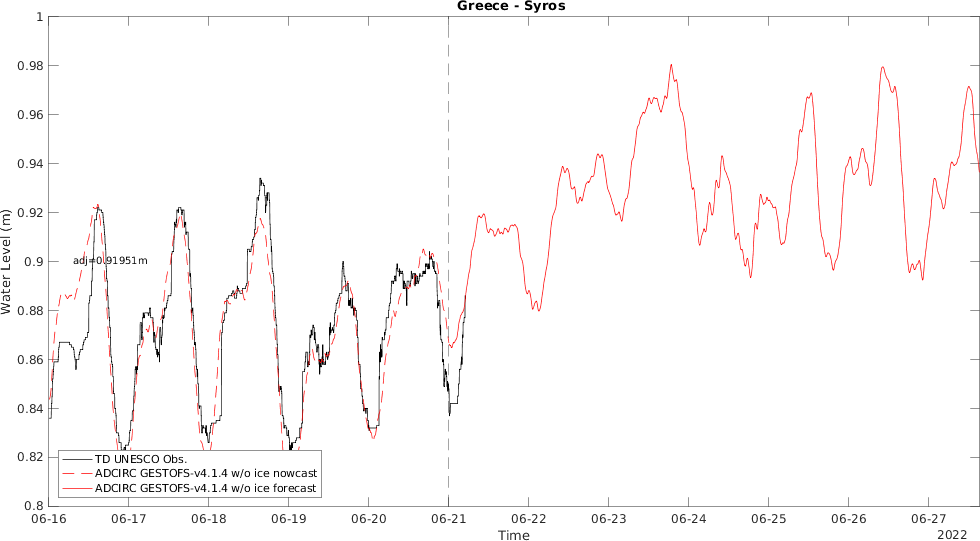 Greece - Syros
1
0.98
0.96
0.94
0.92
0.9
0.88
0.86
0.84
0.82
0.8
Water Level (m)
adj=0.91951m
TD UNESCO Obs.
ADCIRC GESTOFS-v4.1.4 w/o ice nowcast
ADCIRC GESTOFS-v4.1.4 w/o ice forecast
06-16 06-17 06-18 06-19 06-20 06-21 06-22 06-23 06-24 06-25 06-26 06-27
Time
2022